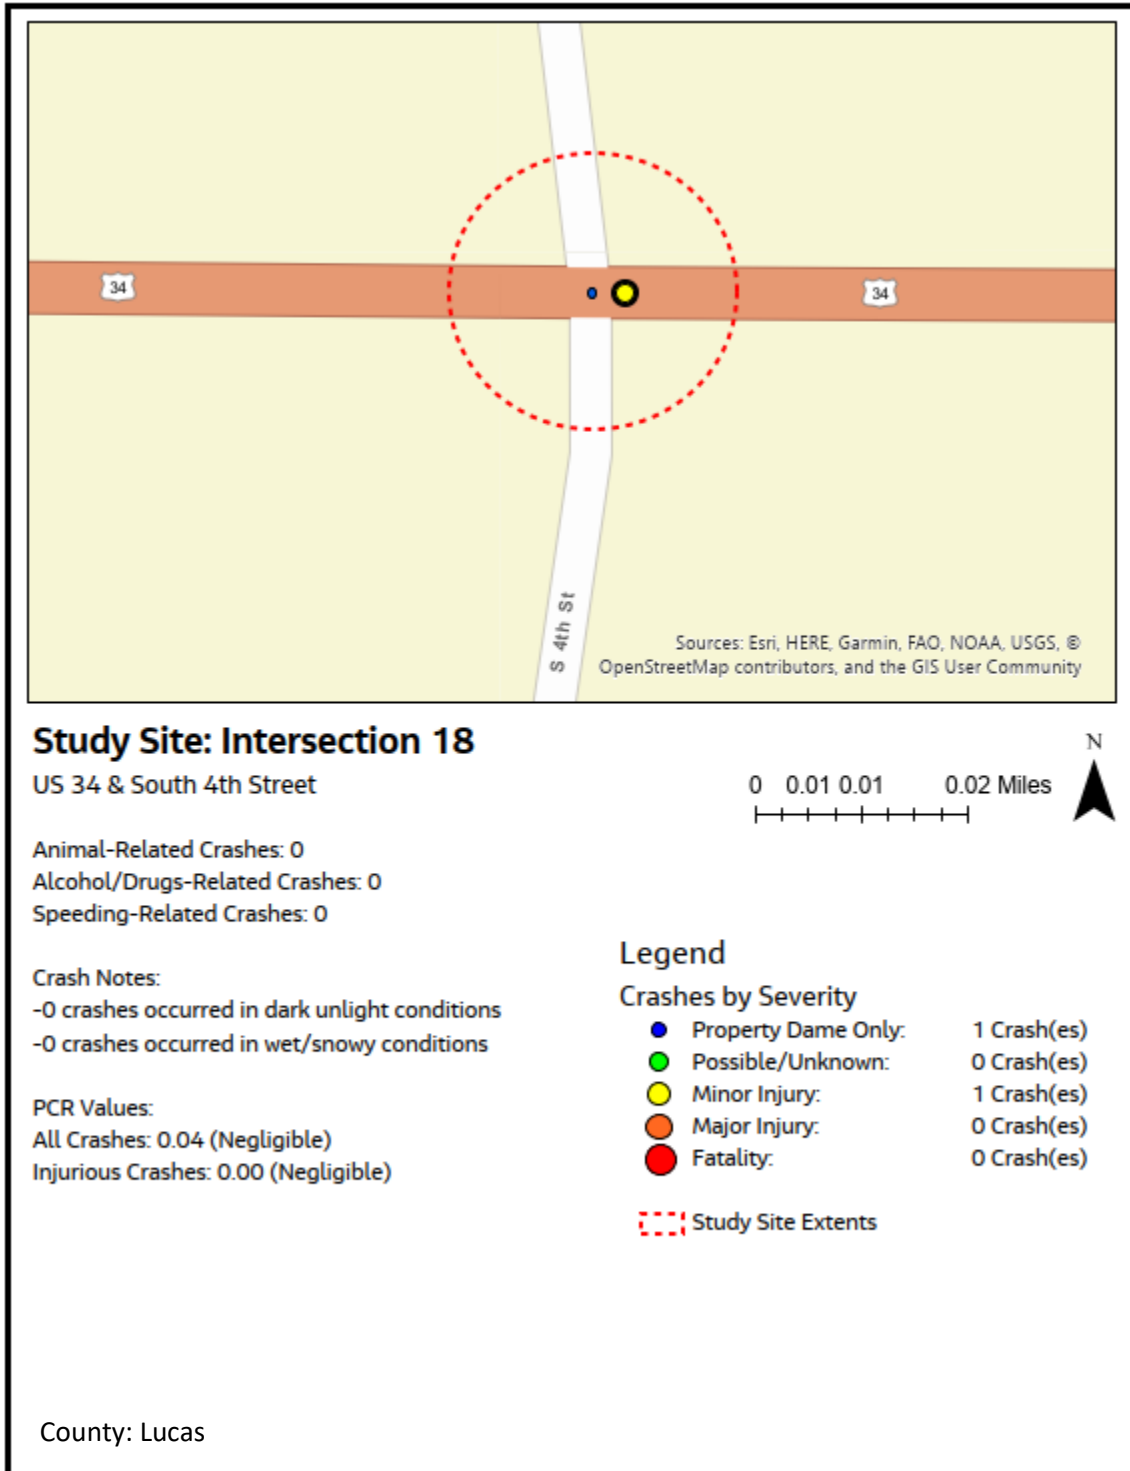 34
34
S 4th St
Sources: Esri, HERE, Garmin, FAO, NOAA, USGS, ©
OpenStreetMap contributors, and the GIS User Community
Study Site: Intersection 18
US 34 & South 4th Street
N
0 0.01 0.01 0.02 Miles
Animal-Related Crashes: 0
Alcohol/Drugs-Related Crashes: 0
Speeding-Related Crashes: 0
Crash Notes:
-0 crashes occurred in dark unlight conditions
-0 crashes occurred in wet/snowy conditions
PCR Values:
All Crashes: 0.04 (Negligible)
Injurious Crashes: 0.00 (Negligible)
Legend
Crashes by Severity
Property Dame Only: 1 Crash(es)
Possible/Unknown: 0 Crash(es)
Minor Injury: 1 Crash(es)
Major Injury: 0 Crash(es)
Fatality: 0 Crash(es)
Study Site Extents
County: Lucas